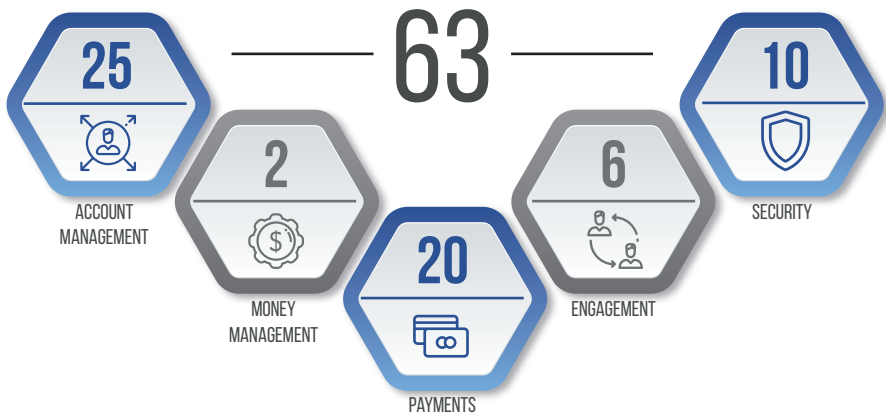 63
25
ACCOUNT
MANAGEMENT
2
$
MONEY
MANAGEMENT
20
PAYMENTS
6
ENGAGEMENT
10
SECURITY